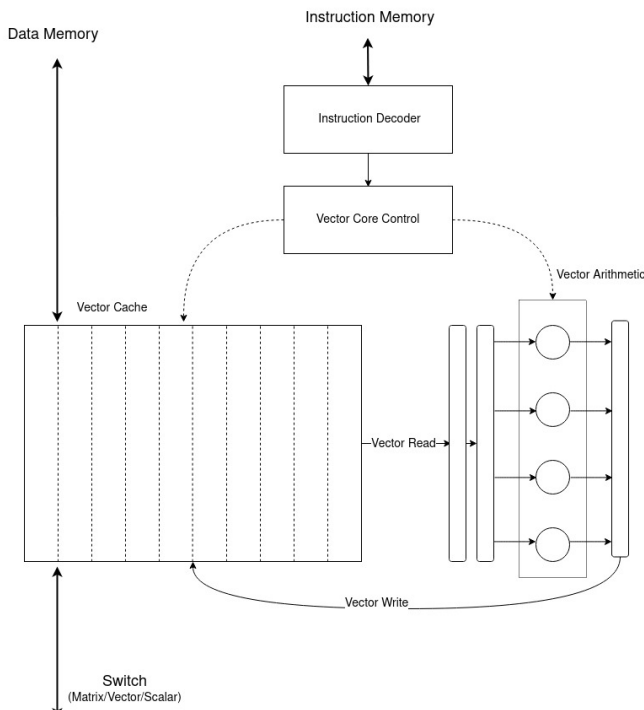 Instruction Memory
Data Memory
Instruction Decoder
Vector Core Control
Vector Arithmetic
Vector Cache
Vector Read
Vector Write
Switch
(Matrix/Vector/Scalar)